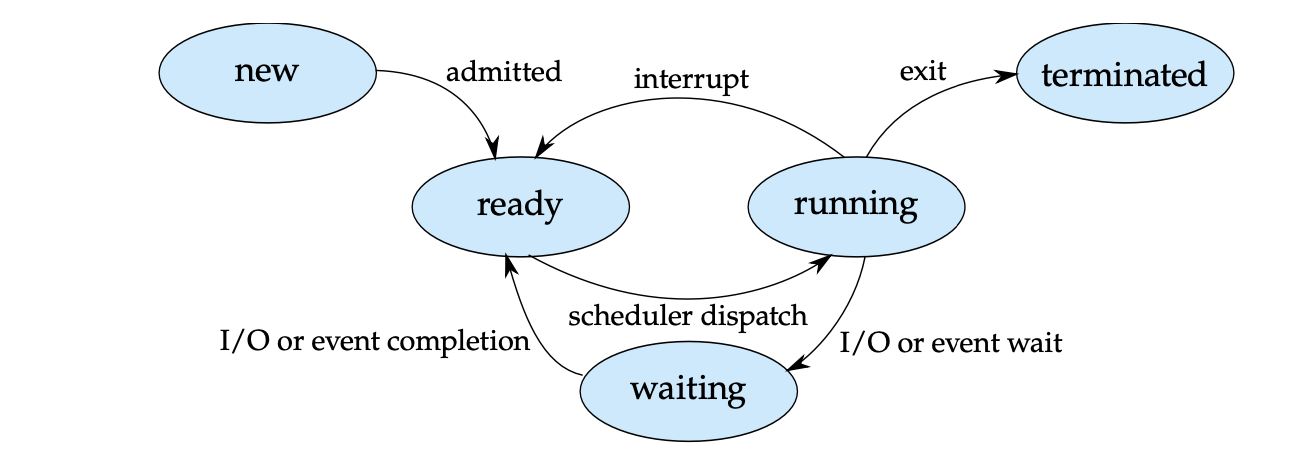 new
admitted
interrupt
exit
terminated
ready
running
scheduler dispatch
I/O or event completion
I/O or event wait
waiting